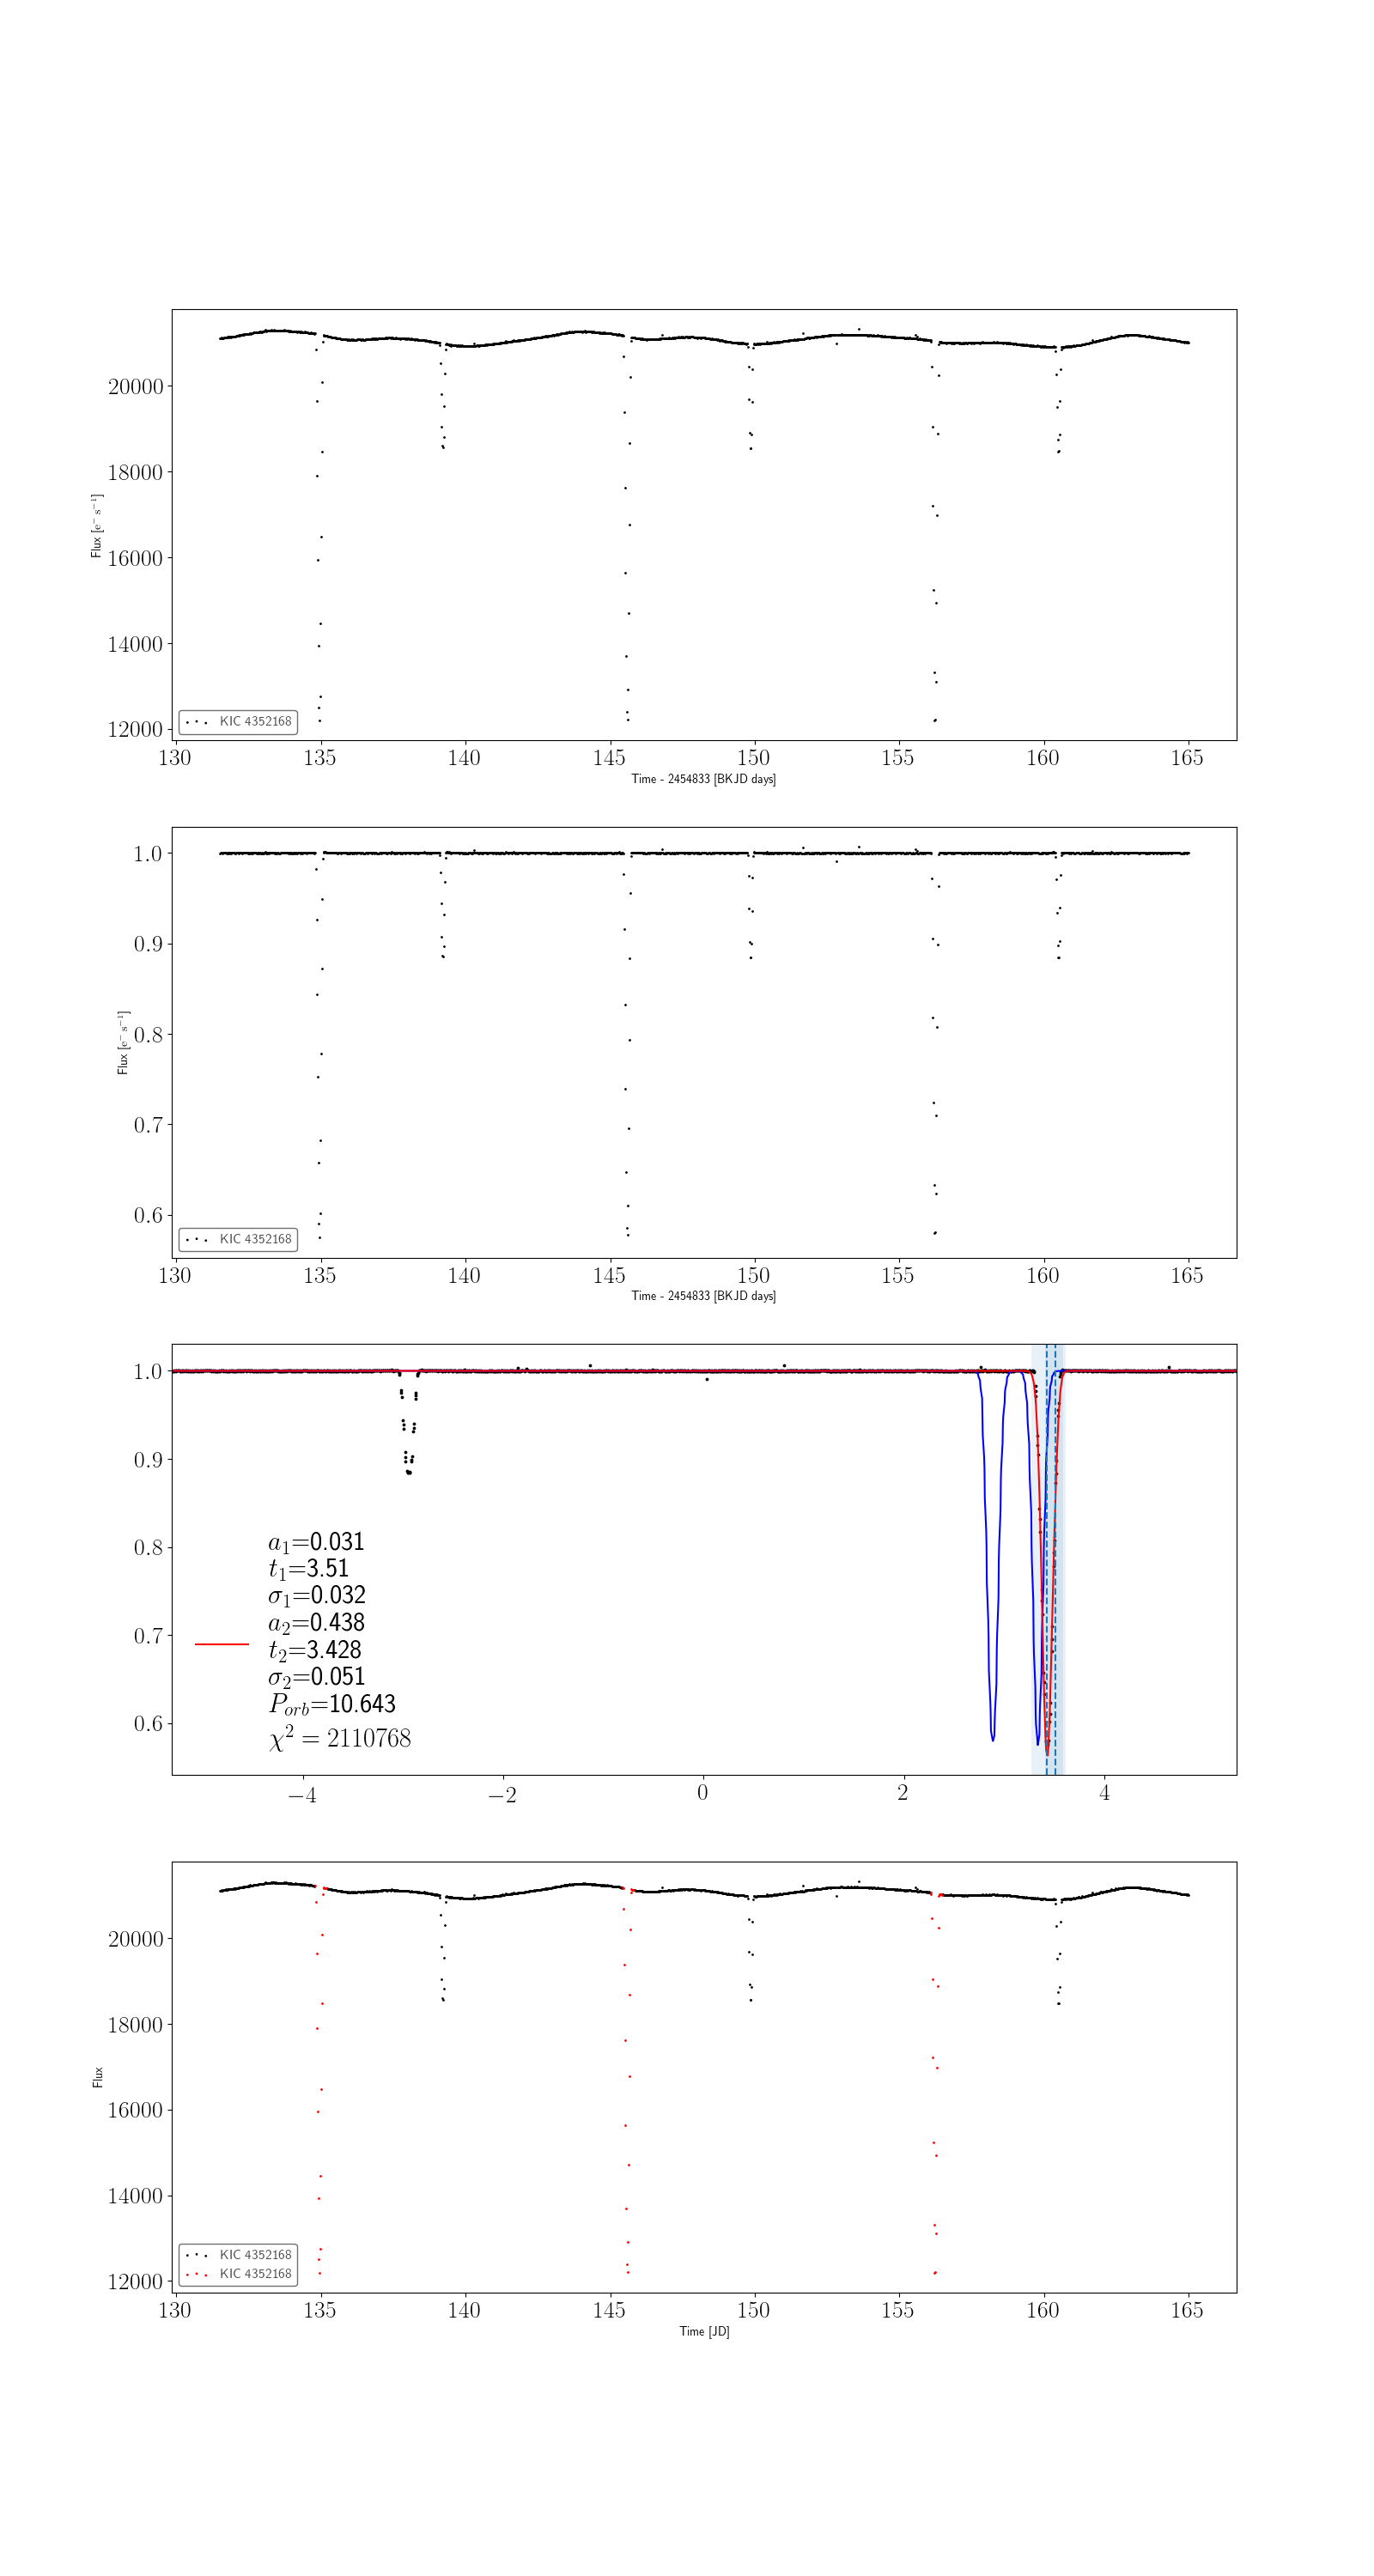 20000
18000
16000
14000
12000
Flux [e⁻ s⁻¹]
KIC 4352168
130 135 140 145 150 155 160 165
Time - 2454833 [BKJD days]
1.0
0.9
0.8
0.7
0.6
Flux [e⁻ s⁻¹]
KIC 4352168
130 135 140 145 150 155 160 165
Time - 2454833 [BKJD days]
1.0
0.9
0.8
0.7
0.6
a₁=0.031
t₁=3.51
σ₁=0.032
a₂=0.438
t₂=3.428
σ₂=0.051
P_orb=10.643
χ² = 2110768
−4 −2 0 2 4
20000
18000
16000
14000
12000
Flux
KIC 4352168
KIC 4352168
130 135 140 145 150 155 160 165
Time [JD]